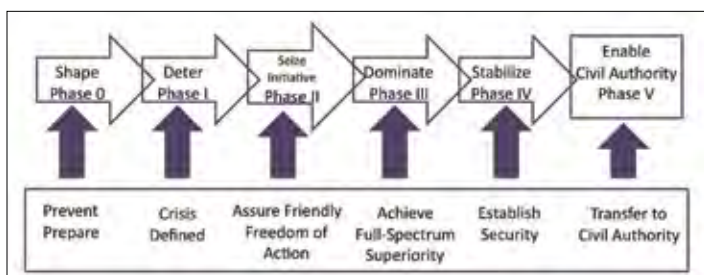 Shape
Phase 0
Deter
Phase I
Seize
Initiative
Phase II
Dominate
Phase III
Stabilize
Phase IV
Enable
Civil Authority
Phase V
Prevent
Prepare
Crisis
Defined
Assure Friendly
Freedom of
Action
Achieve
Full-Spectrum
Superiority
Establish
Security
Transfer to
Civil Authority